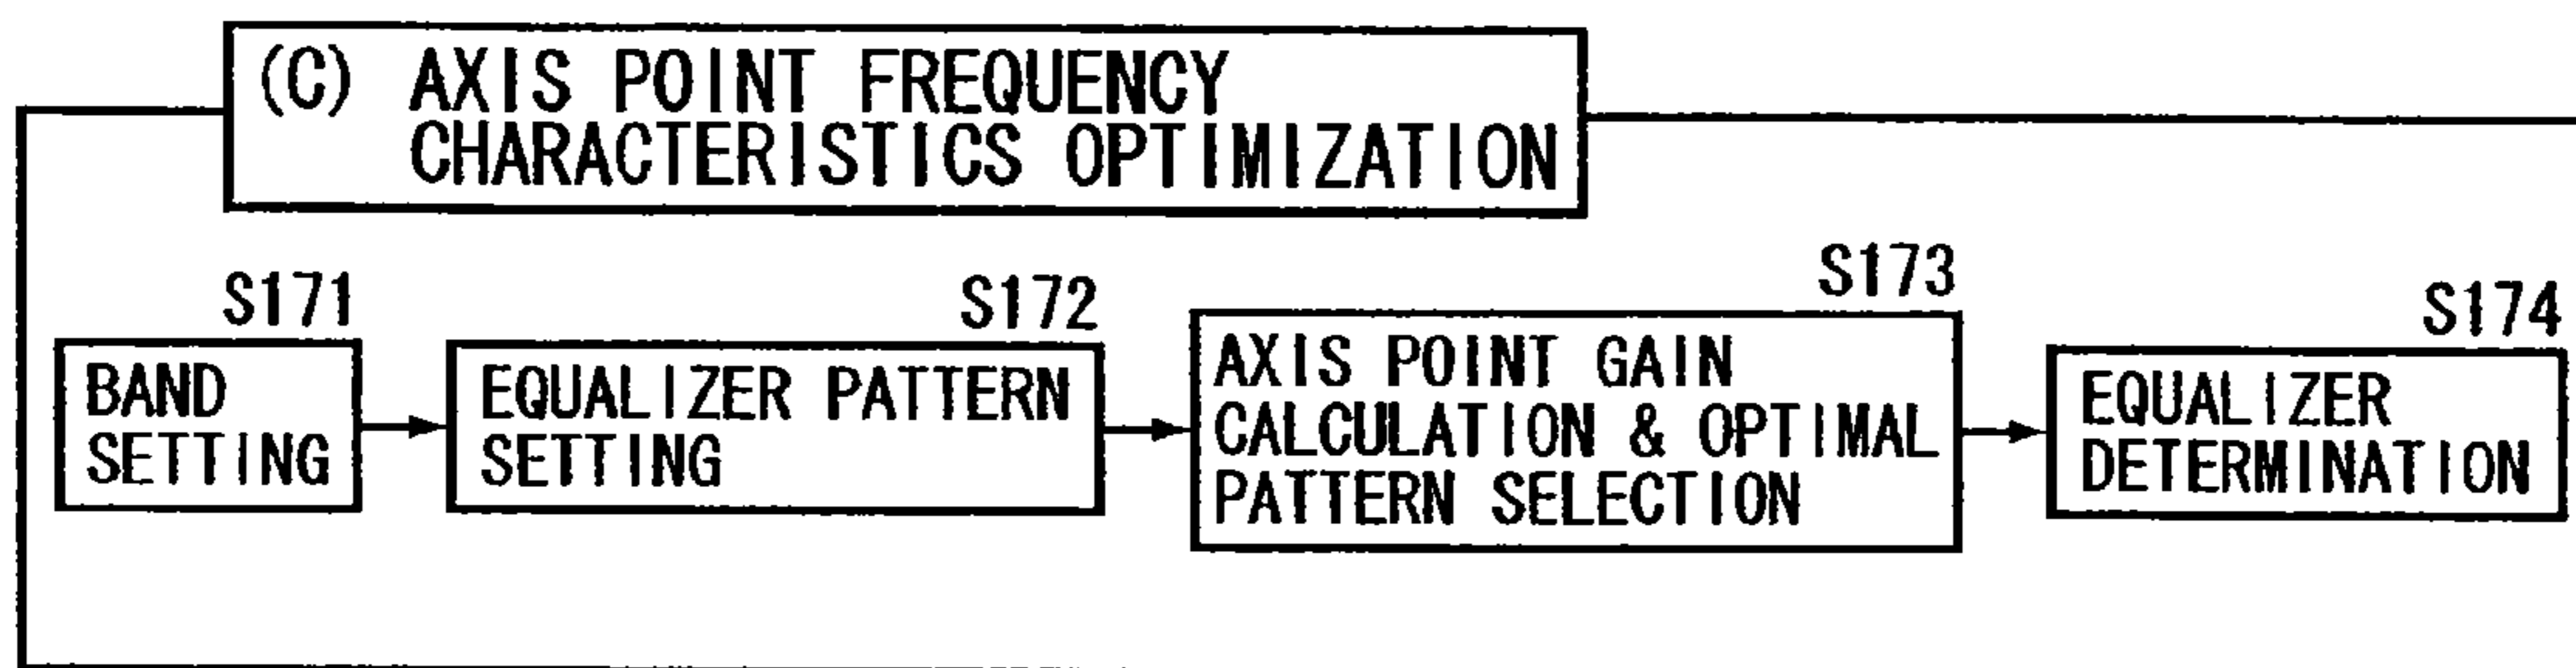 (C) AXIS POINT FREQUENCY
CHARACTERISTICS OPTIMIZATION
S171
BAND
SETTING
S172
EQUALIZER PATTERN
SETTING
S173
AXIS POINT GAIN
CALCULATION & OPTIMAL
PATTERN SELECTION
S174
EQUALIZER
DETERMINATION